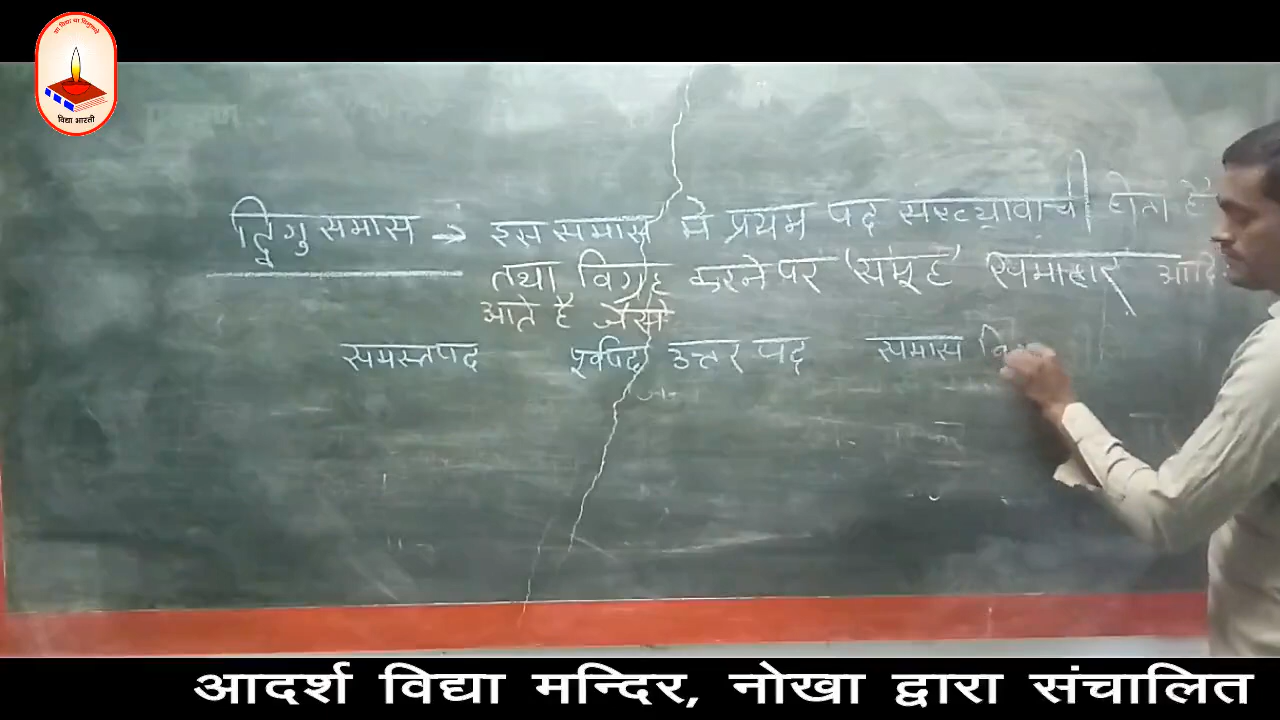 विद्या भारती
द्विगु समास → इस समास मे प्रथम पद संख्यावाची होता है
तथा विग्रह करने पर 'समूह' समाहार आदि
आते है जैसे
समस्तपद पूर्वपद उत्तर पद समास
आदर्श विद्या मन्दिर, नोखा द्वारा संचालित